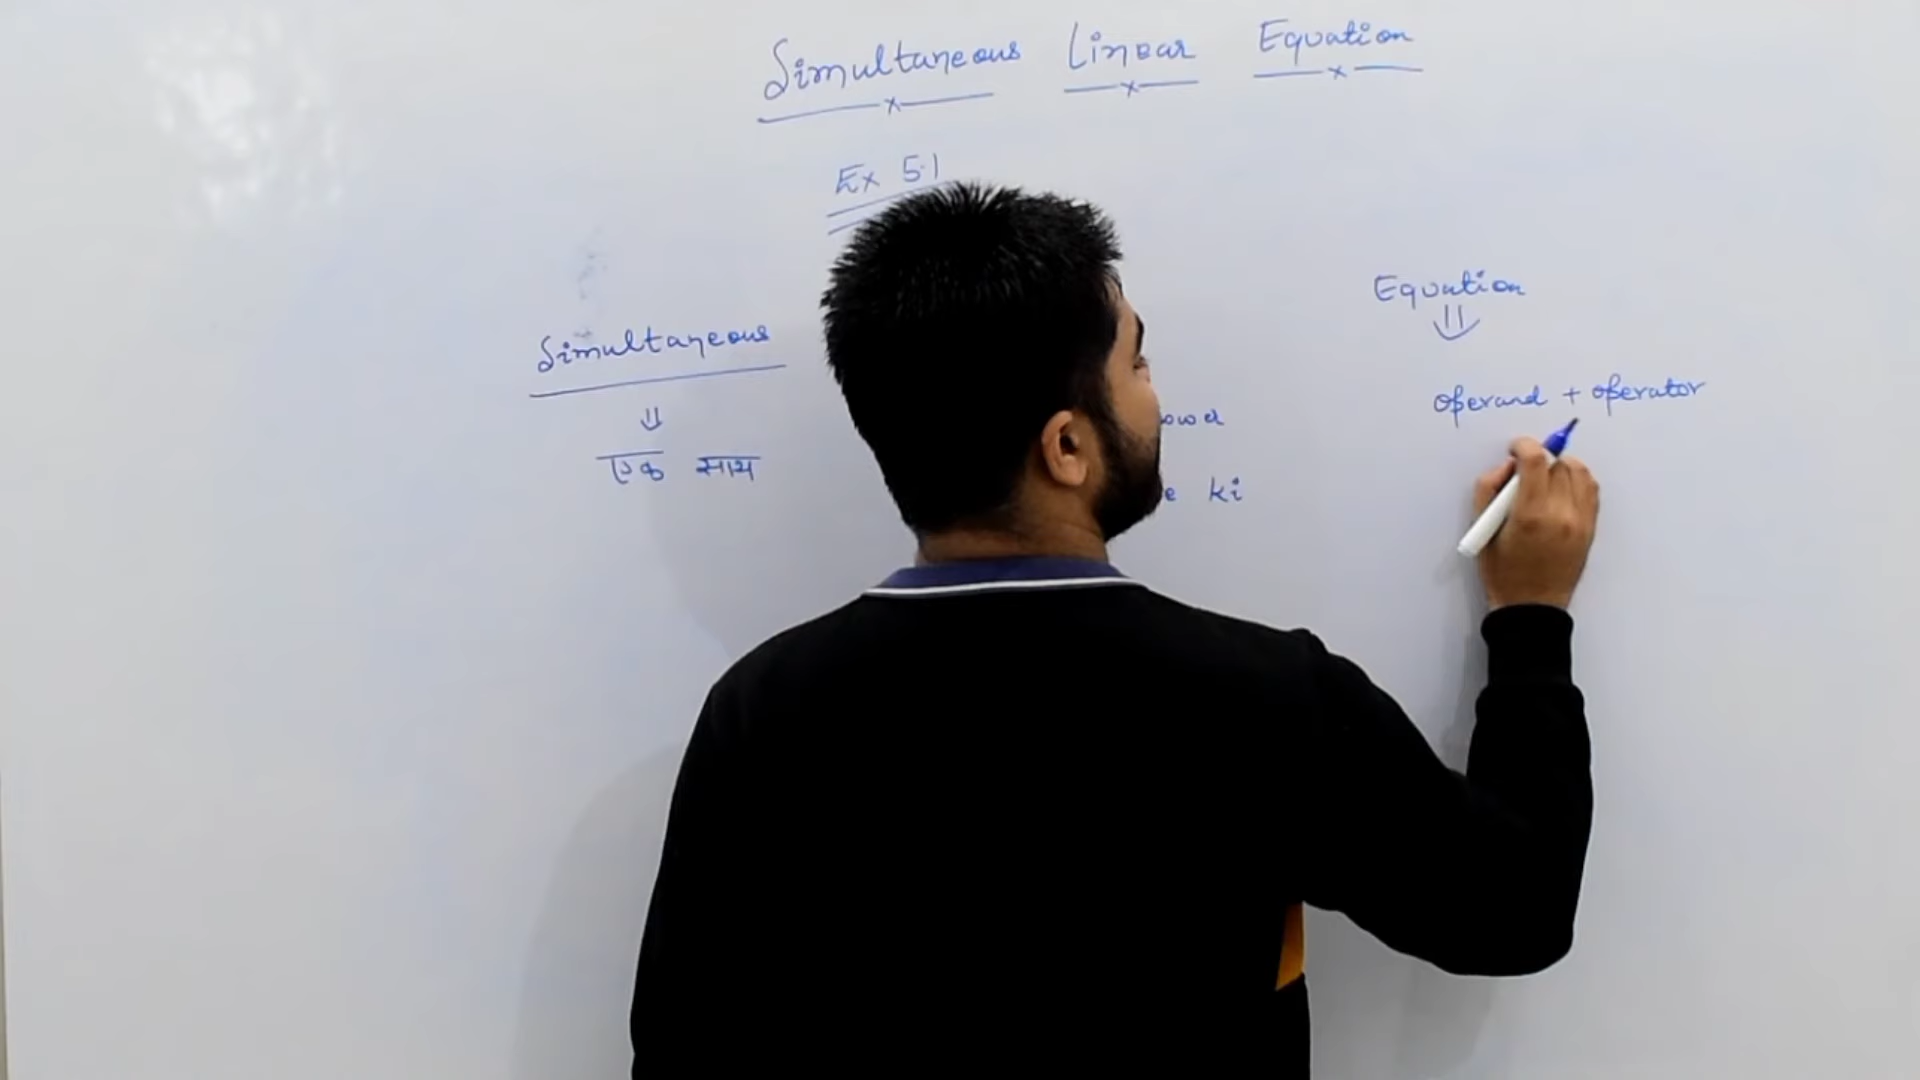 Simultaneous Linear Equation
Ex 5.1
Simultaneous
एक साथ
ki
Equation
operand + operator